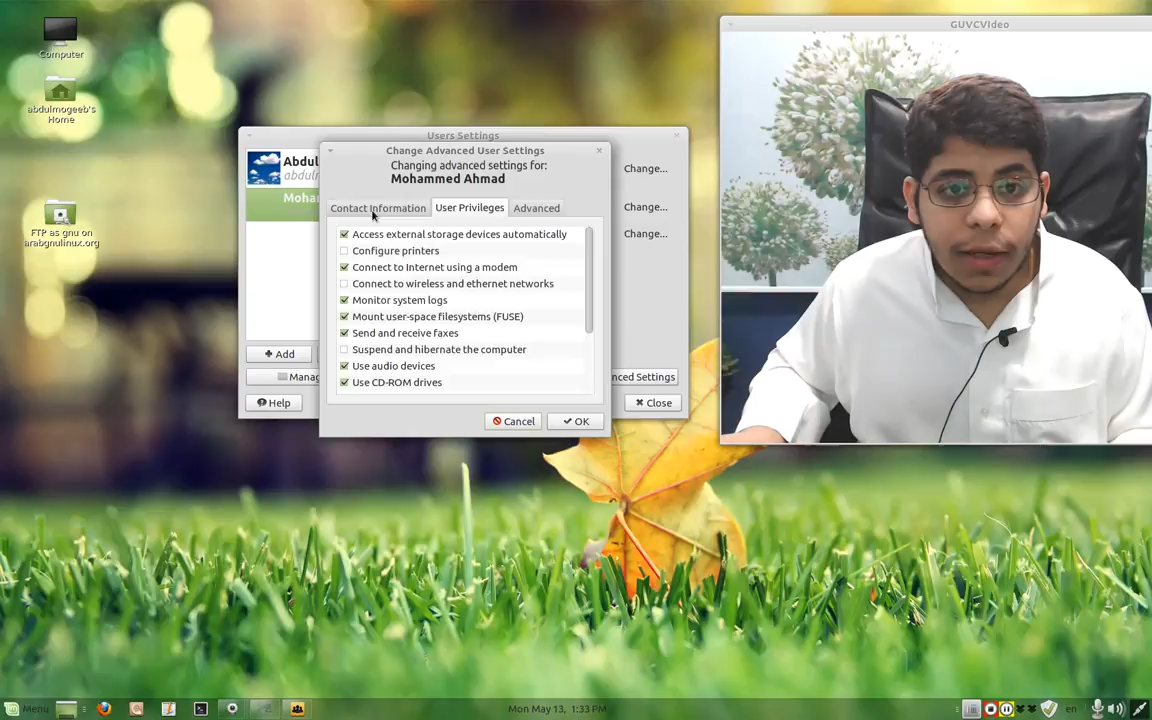 Computer
abdulmogeeb's
Home
FTP as gnu on
arabgnulinux.org
GUVCVIdeo
Users Settings
Abdul
abdulm
Moham
Change...
Change...
Change...
Add
Manag
nced Settings
Help
Close
Change Advanced User Settings
Changing advanced settings for:
Mohammed Ahmad
Contact Information
User Privileges
Advanced
Access external storage devices automatically
Configure printers
Connect to Internet using a modem
Connect to wireless and ethernet networks
Monitor system logs
Mount user-space filesystems (FUSE)
Send and receive faxes
Suspend and hibernate the computer
Use audio devices
Use CD-ROM drives
Cancel
OK
Menu
Mon May 13, 1:33 PM
en